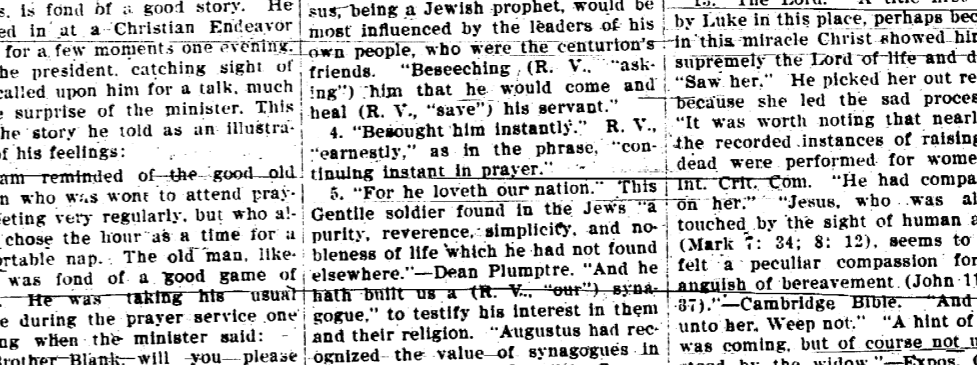 s. is fond of a good story. He
ed in at a Christian Endeavor
for a few moments one evening.
he president, catching sight of
called upon him for a talk, much
e surprise of the minister. This
he story he told as an illustra-
f his feelings:
am reminded of the good old
n who was wont to attend pray-
eting very regularly, but who al-
chose the hour as a time for a
rtable nap. The old man, like-
was fond of a good game of
He was taking his usual
e during the prayer service one
ng when the minister said:
Brother Blank, will you please
sus, being a Jewish prophet, would be
most influenced by the leaders of his
own people, who were the centurion's
friends. "Beseeching (R. V., "ask-
ing") him that he would come and
heal (R. V., "save") his servant."
4. "Besought him instantly." R. V.,
"earnestly," as in the phrase, "con-
tinuing instant in prayer."
5. "For he loveth our nation." This
Gentile soldier found in the Jews "a
purity, reverence, simplicity, and no-
bleness of life which he had not found
elsewhere."—Dean Plumptre. "And he
hath built us a (R. V., "our") syna-
gogue," to testify his interest in them
and their religion. "Augustus had rec-
ognized the value of synagogues in
13. "The Lord."
by Luke in this place, perhaps bec
in this miracle Christ showed hir
supremely the Lord of life and d
"Saw her." He picked her out re
because she led the sad proces
"It was worth noting that nearl
the recorded instances of raising
dead were performed for wome
Int. Crit. Com. "He had compa
on her." "Jesus, who was al
touched by the sight of human a
(Mark 7: 34; 8: 12), seems to
felt a peculiar compassion for
anguish of bereavement (John 11
37)."—Cambridge Bible. "And
unto her, Weep not." "A hint of
was coming, but of course not u
by the widow."—Expos.